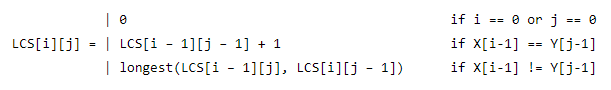 | 0 if i == 0 or j == 0
LCS[i][j] = | LCS[i - 1][j - 1] + 1 if X[i-1] == Y[j-1]
| longest(LCS[i - 1][j], LCS[i][j - 1]) if X[i-1] != Y[j-1]